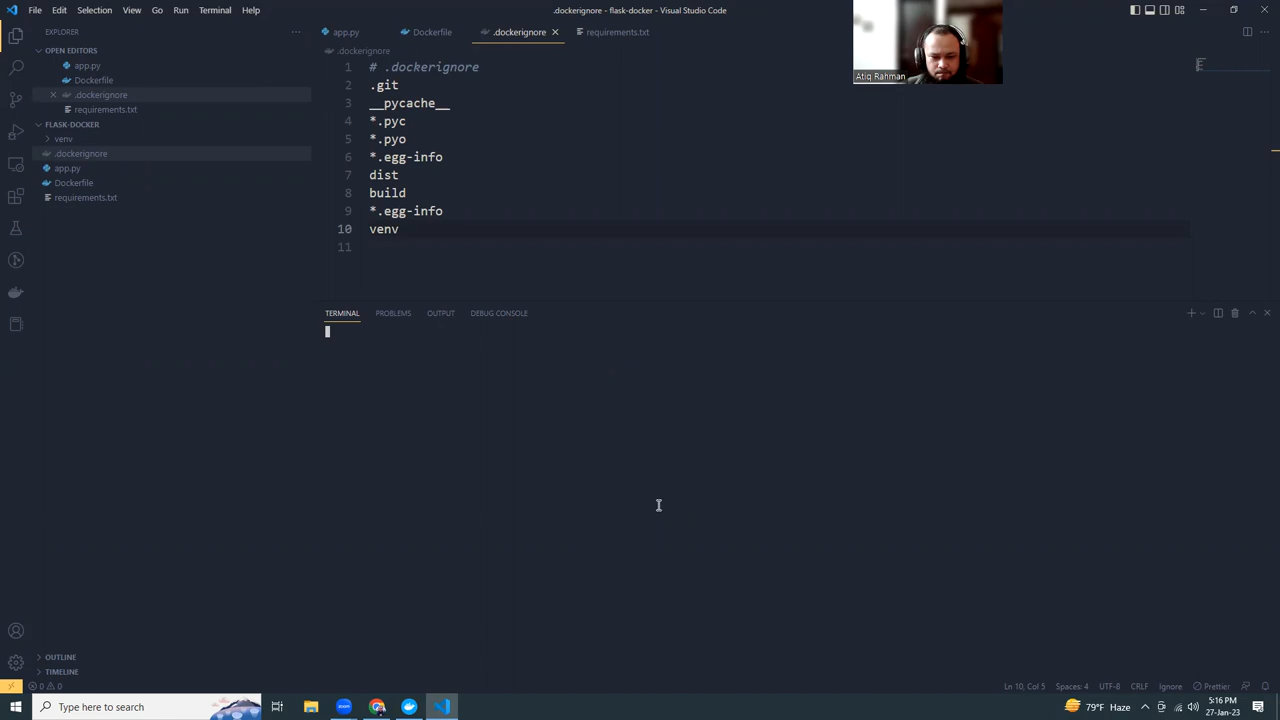 File Edit Selection View Go Run Terminal Help
.dockerignore - flask-docker - Visual Studio Code
EXPLORER
OPEN EDITORS
app.py
Dockerfile
.dockerignore
requirements.txt
FLASK-DOCKER
venv
.dockerignore
app.py
Dockerfile
requirements.txt
OUTLINE
TIMELINE
app.py Dockerfile .dockerignore requirements.txt
.dockerignore
1 # .dockerignore
2 .git
3 __pycache__
4 *.pyc
5 *.pyo
6 *.egg-info
7 dist
8 build
9 *.egg-info
10 venv
11
Atiq Rahman
TERMINAL PROBLEMS OUTPUT DEBUG CONSOLE
0 0
Ln 10, Col 5 Spaces: 4 UTF-8 CRLF Ignore Prettier
Type here to search
79°F Haze
5:16 PM
27-Jan-23